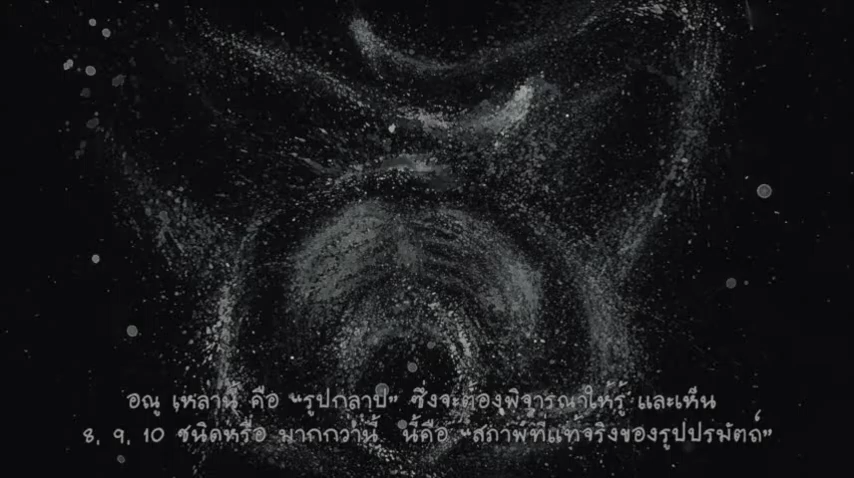 อณู เหล่านี้ คือ “รูปกลาป” ซึ่งจะต้องพิจารณาให้รู้ และเห็น
8, 9, 10 ชนิดหรือ มากกว่านี้ นี้คือ “สภาพที่แท้จริงของรูปปรมัตถ์”